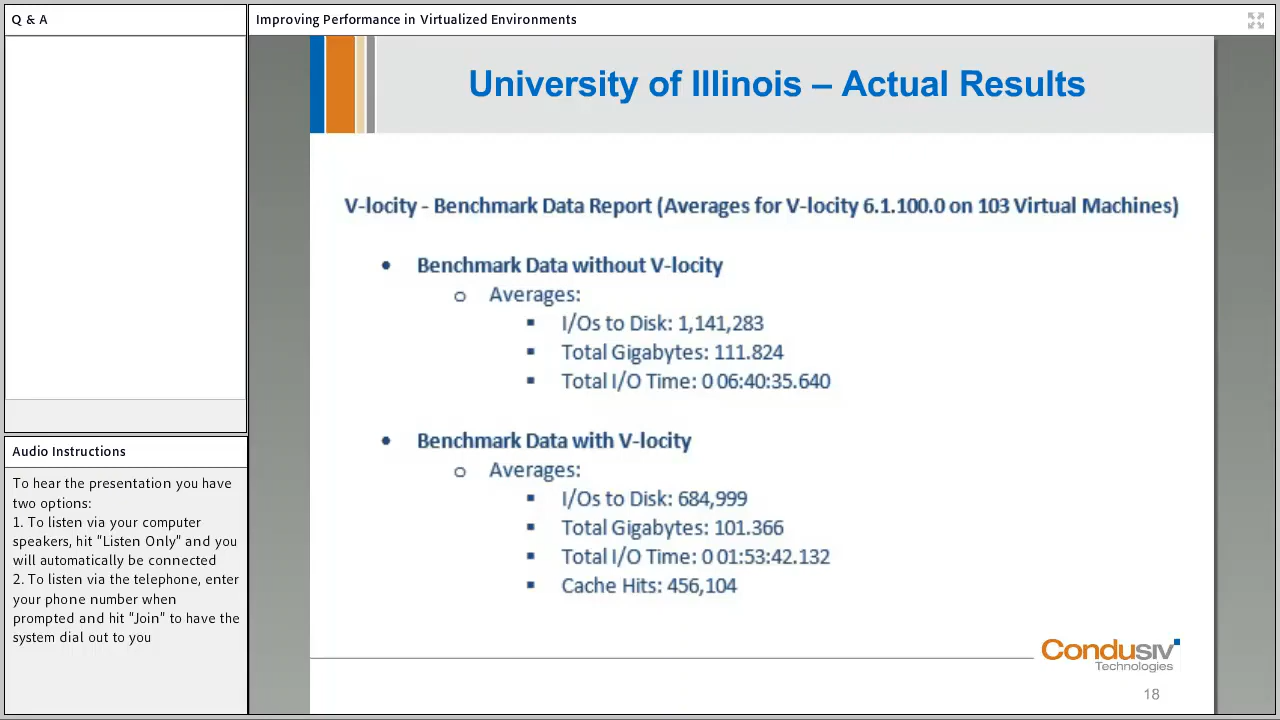 Q & A
Improving Performance in Virtualized Environments
University of Illinois – Actual Results
V-locity - Benchmark Data Report (Averages for V-locity 6.1.100.0 on 103 Virtual Machines)
• Benchmark Data without V-locity
o Averages:
▪ I/Os to Disk: 1,141,283
▪ Total Gigabytes: 111.824
▪ Total I/O Time: 0 06:40:35.640
• Benchmark Data with V-locity
o Averages:
▪ I/Os to Disk: 684,999
▪ Total Gigabytes: 101.366
▪ Total I/O Time: 0 01:53:42.132
▪ Cache Hits: 456,104
Condusiv
Technologies
18
Audio Instructions
To hear the presentation you have
two options:
1. To listen via your computer
speakers, hit "Listen Only" and you
will automatically be connected
2. To listen via the telephone, enter
your phone number when
prompted and hit "Join" to have the
system dial out to you